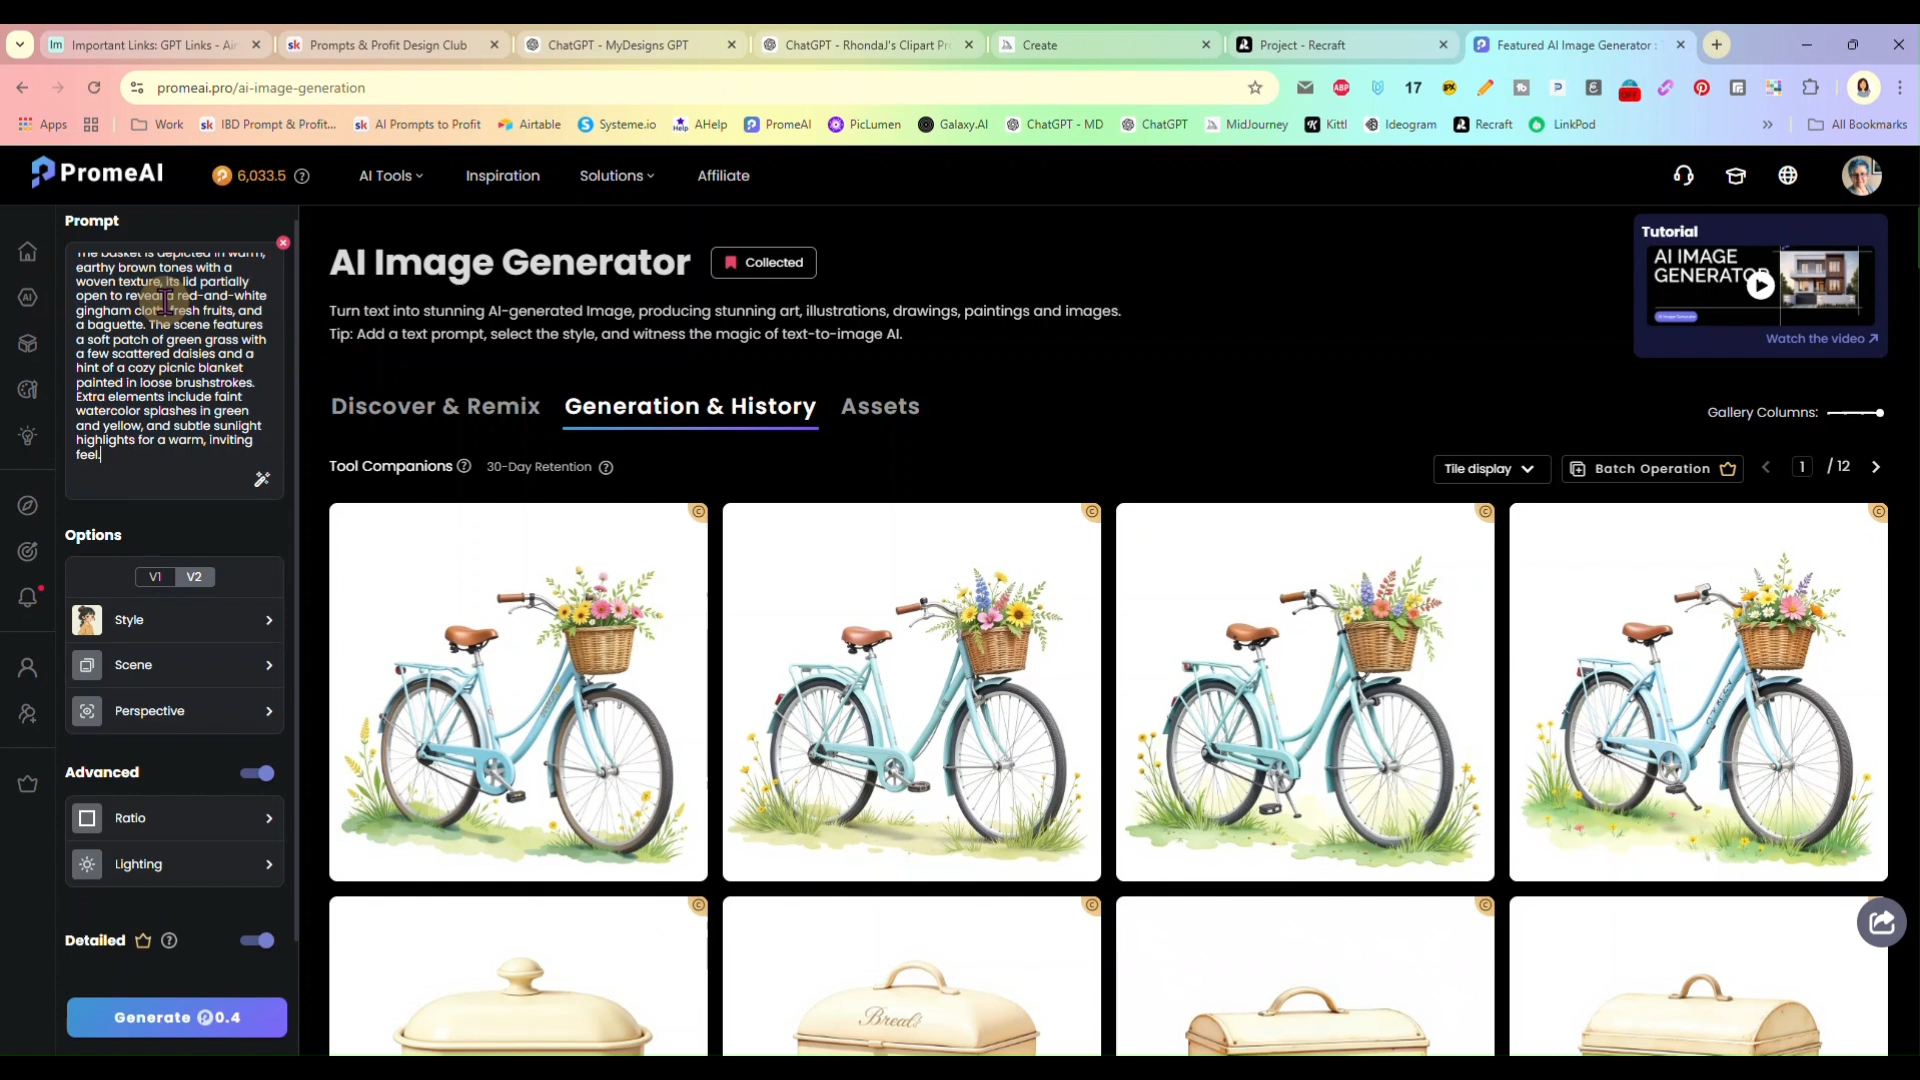 Important Links: GPT Links - Air
Prompts & Profit Design Club
ChatGPT - MyDesigns GPT
ChatGPT - RhondaJ's Clipart Pr
Create
Project - Recraft
Featured AI Image Generator :
promeai.pro/ai-image-generation
Apps
Work
IBD Prompt & Profit...
AI Prompts to Profit
Airtable
Systeme.io
AHelp
PromeAI
PicLumen
Galaxy.AI
ChatGPT - MD
ChatGPT
MidJourney
Kittl
Ideogram
Recraft
LinkPod
All Bookmarks
PromeAI
6,033.5
AI Tools
Inspiration
Solutions
Affiliate
Prompt
The basket is depicted in warm,
earthy brown tones with a
woven texture, its lid partially
open to reveal a red-and-white
gingham cloth, fresh fruits, and
a baguette. The scene features
a soft patch of green grass with
a few scattered daisies and a
hint of a cozy picnic blanket
painted in loose brushstrokes.
Extra elements include faint
watercolor splashes in green
and yellow, and subtle sunlight
highlights for a warm, inviting
feel.
Options
V1 V2
Style
Scene
Perspective
Advanced
Ratio
Lighting
Detailed
Generate 0.4
AI Image Generator
Collected
Turn text into stunning AI-generated Image, producing stunning art, illustrations, drawings, paintings and images.
Tip: Add a text prompt, select the style, and witness the magic of text-to-image AI.
Tutorial
AI IMAGE
GENERATOR
Watch the video
Discover & Remix
Generation & History
Assets
Gallery Columns:
Tool Companions
30-Day Retention
Tile display
Batch Operation
1 / 12
Bread